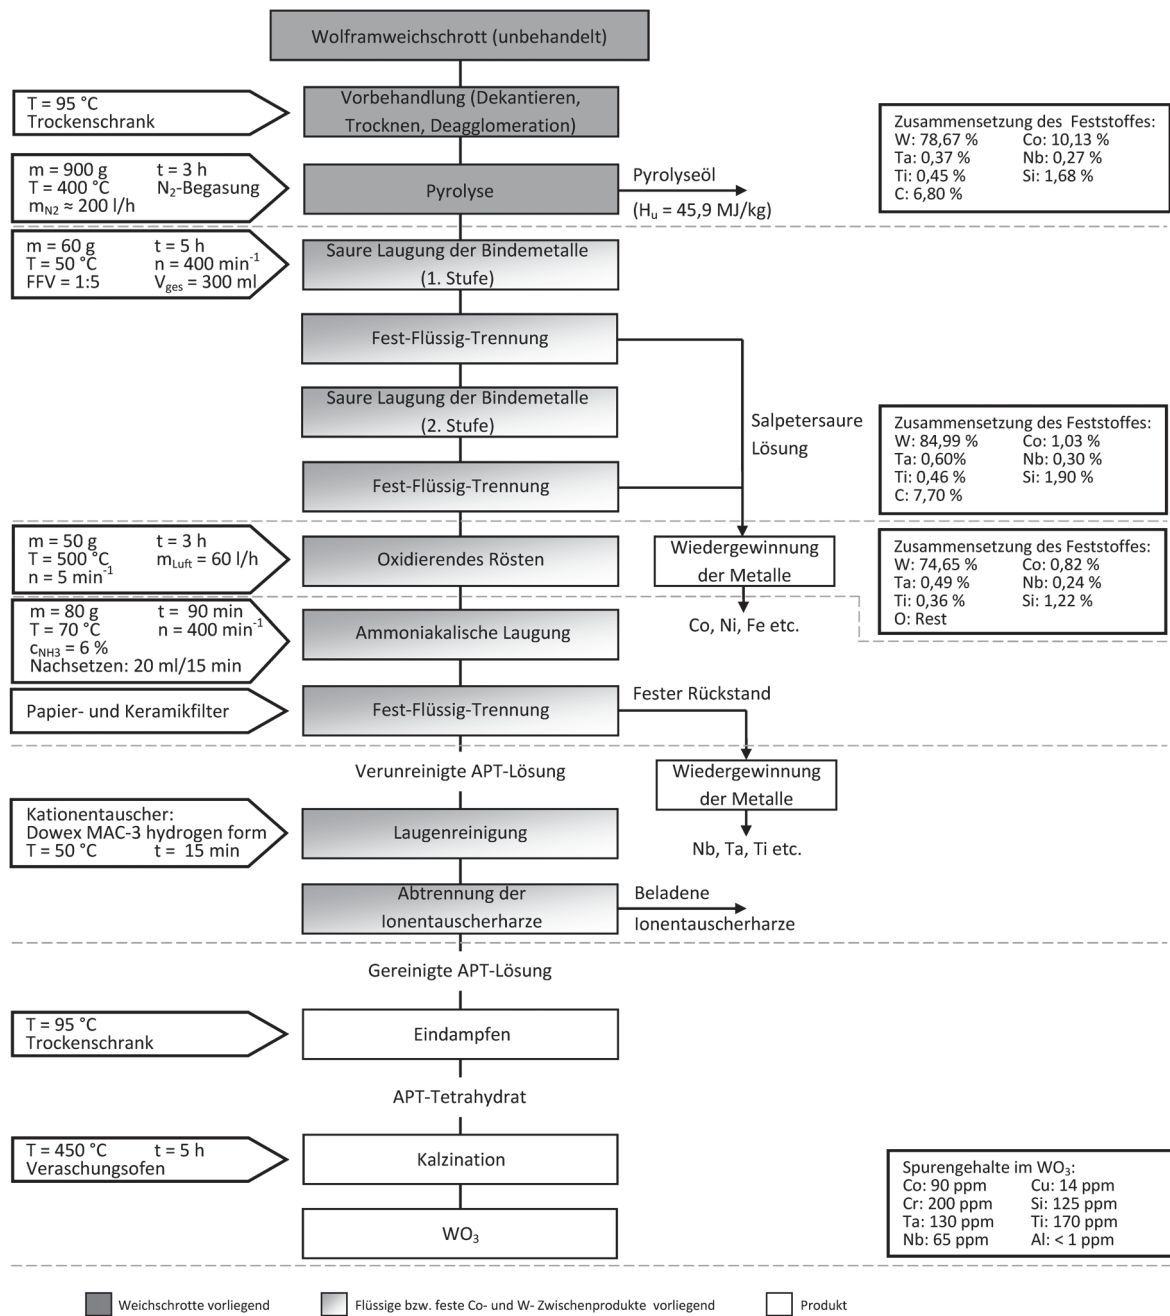 Wolframweichschrott (unbehandelt)
T = 95 °C
Trockenschrank
Vorbehandlung (Dekantieren,
Trocknen, Deagglomeration)
Zusammensetzung des Feststoffes:
W: 78,67 % Co: 10,13 %
Ta: 0,37 % Nb: 0,27 %
Ti: 0,45 % Si: 1,68 %
C: 6,80 %
m = 900 g t = 3 h
T = 400 °C N₂-Begasung
mN2 ≈ 200 l/h
Pyrolyse
Pyrolyseöl
(Hᵤ = 45,9 MJ/kg)
m = 60 g t = 5 h
T = 50 °C n = 400 min⁻¹
FFV = 1:5 Vges = 300 ml
Saure Laugung der Bindemetalle
(1. Stufe)
Fest-Flüssig-Trennung
Saure Laugung der Bindemetalle
(2. Stufe)
Salpetersaure
Lösung
Zusammensetzung des Feststoffes:
W: 84,99 % Co: 1,03 %
Ta: 0,60% Nb: 0,30 %
Ti: 0,46 % Si: 1,90 %
C: 7,70 %
Fest-Flüssig-Trennung
m = 50 g t = 3 h
T = 500 °C mLuft = 60 l/h
n = 5 min⁻¹
Oxidierendes Rösten
Wiedergewinnung
der Metalle
Co, Ni, Fe etc.
Zusammensetzung des Feststoffes:
W: 74,65 % Co: 0,82 %
Ta: 0,49 % Nb: 0,24 %
Ti: 0,36 % Si: 1,22 %
O: Rest
m = 80 g t = 90 min
T = 70 °C n = 400 min⁻¹
cNH3 = 6 %
Nachsetzen: 20 ml/15 min
Ammoniakalische Laugung
Papier- und Keramikfilter
Fest-Flüssig-Trennung
Fester Rückstand
Verunreinigte APT-Lösung
Wiedergewinnung
der Metalle
Nb, Ta, Ti etc.
Kationentauscher:
Dowex MAC-3 hydrogen form
T = 50 °C t = 15 min
Laugenreinigung
Abtrennung der
Ionentauscherharze
Beladene
Ionentauscherharze
Gereinigte APT-Lösung
T = 95 °C
Trockenschrank
Eindampfen
APT-Tetrahydrat
T = 450 °C t = 5 h
Veraschungsofen
Kalzination
WO₃
Spurengehalte im WO₃:
Co: 90 ppm Cu: 14 ppm
Cr: 200 ppm Si: 125 ppm
Ta: 130 ppm Ti: 170 ppm
Nb: 65 ppm Al: < 1 ppm
Weichschrotte vorliegend
Flüssige bzw. feste Co- und W- Zwischenprodukte vorliegend
Produkt